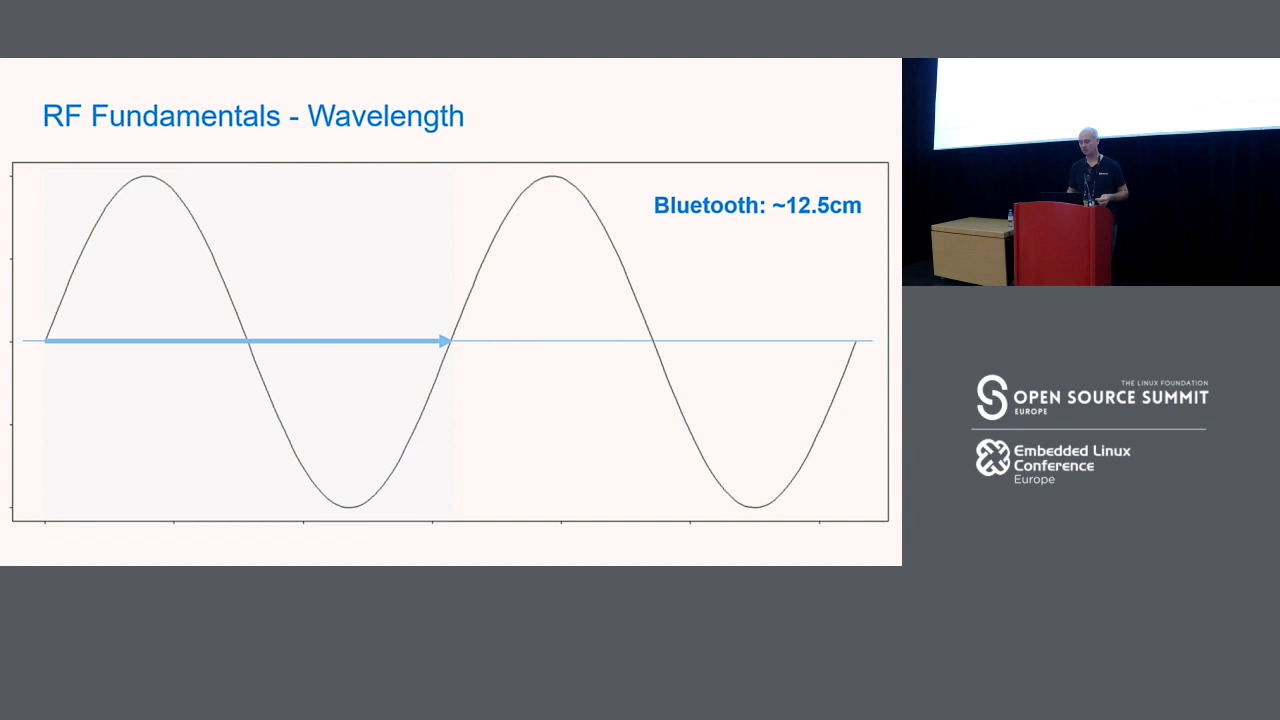 RF Fundamentals - Wavelength
Bluetooth: ~12.5cm
THE LINUX FOUNDATION
OPEN SOURCE SUMMIT
EUROPE
Embedded Linux
Conference
Europe